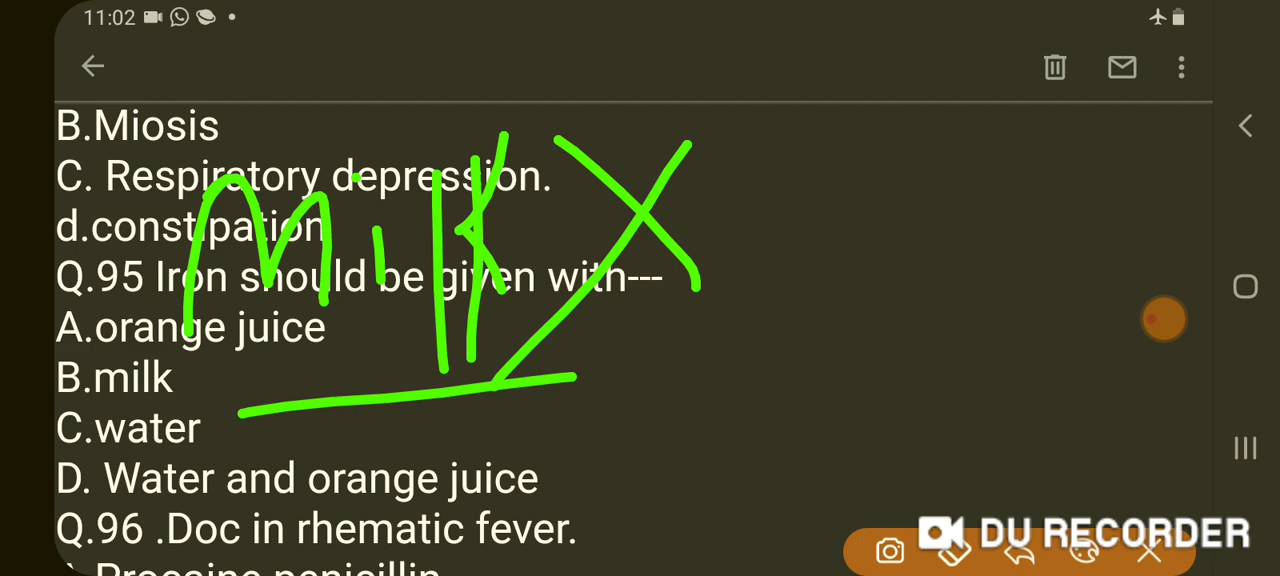 11:02
B.Miosis
C. Respiratory depression.
d.constipation
Q.95 Iron should be given with---
A.orange juice
B.milk
C.water
D. Water and orange juice
Q.96 .Doc in rhematic fever.
Milk X
DU RECORDER